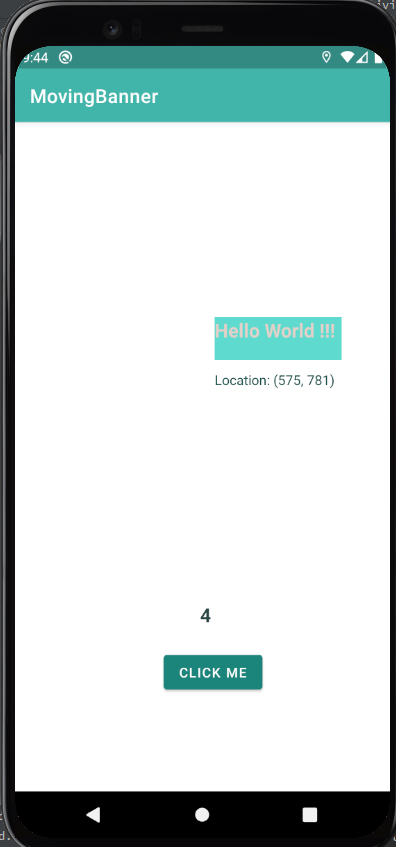 9:44
MovingBanner
Hello World !!!
Location: (575, 781)
4
CLICK ME